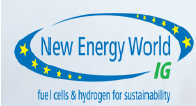 New Energy World
IG
fuel cells & hydrogen for sustainability